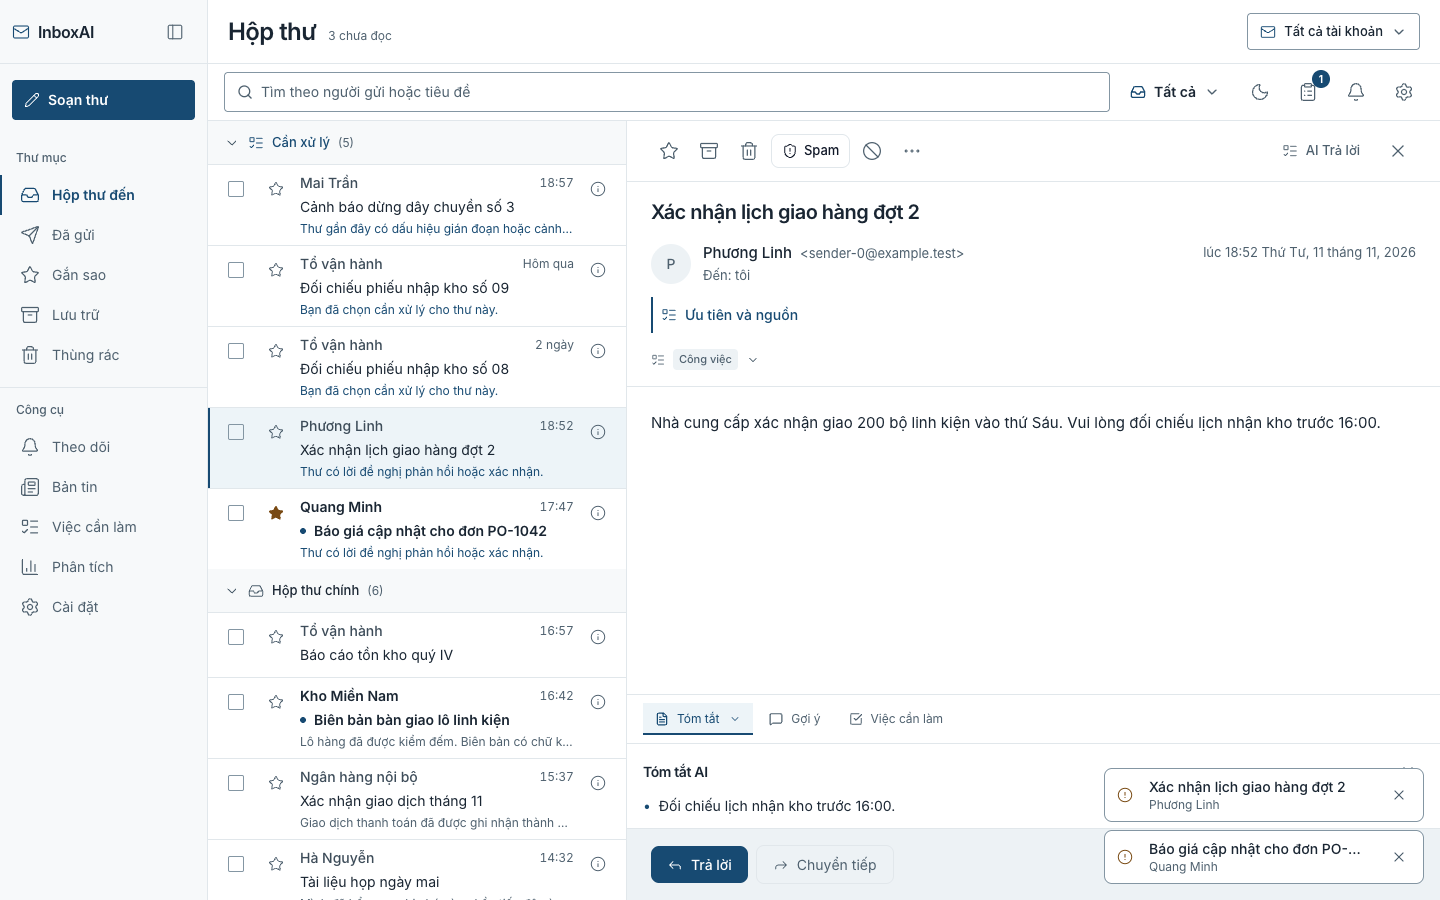 InboxAI
Soạn thư
Thư mục
Hộp thư đến
Đã gửi
Gắn sao
Lưu trữ
Thùng rác
Công cụ
Theo dõi
Bản tin
Việc cần làm
Phân tích
Cài đặt
Hộp thư 3 chưa đọc
Tất cả tài khoản
Tìm theo người gửi hoặc tiêu đề
Tất cả
1
Cần xử lý (5)
Mai Trần 18:57
Cảnh báo dừng dây chuyền số 3
Thư gần đây có dấu hiệu gián đoạn hoặc cảnh...
Tổ vận hành Hôm qua
Đối chiếu phiếu nhập kho số 09
Bạn đã chọn cần xử lý cho thư này.
Tổ vận hành 2 ngày
Đối chiếu phiếu nhập kho số 08
Bạn đã chọn cần xử lý cho thư này.
Phương Linh 18:52
Xác nhận lịch giao hàng đợt 2
Thư có lời đề nghị phản hồi hoặc xác nhận.
Quang Minh 17:47
Báo giá cập nhật cho đơn PO-1042
Thư có lời đề nghị phản hồi hoặc xác nhận.
Hộp thư chính (6)
Tổ vận hành 16:57
Báo cáo tồn kho quý IV
Kho Miền Nam 16:42
Biên bản bàn giao lô linh kiện
Lô hàng đã được kiểm đếm. Biên bản có chữ k...
Ngân hàng nội bộ 15:37
Xác nhận giao dịch tháng 11
Giao dịch thanh toán đã được ghi nhận thành ...
Hà Nguyễn 14:32
Tài liệu họp ngày mai
Spam
AI Trả lời
Xác nhận lịch giao hàng đợt 2
P
Phương Linh <sender-0@example.test>
lúc 18:52 Thứ Tư, 11 tháng 11, 2026
Đến: tôi
Ưu tiên và nguồn
Công việc
Nhà cung cấp xác nhận giao 200 bộ linh kiện vào thứ Sáu. Vui lòng đối chiếu lịch nhận kho trước 16:00.
Tóm tắt
Gợi ý
Việc cần làm
Tóm tắt AI
• Đối chiếu lịch nhận kho trước 16:00.
Trả lời
Chuyển tiếp
Xác nhận lịch giao hàng đợt 2
Phương Linh
Báo giá cập nhật cho đơn PO-...
Quang Minh